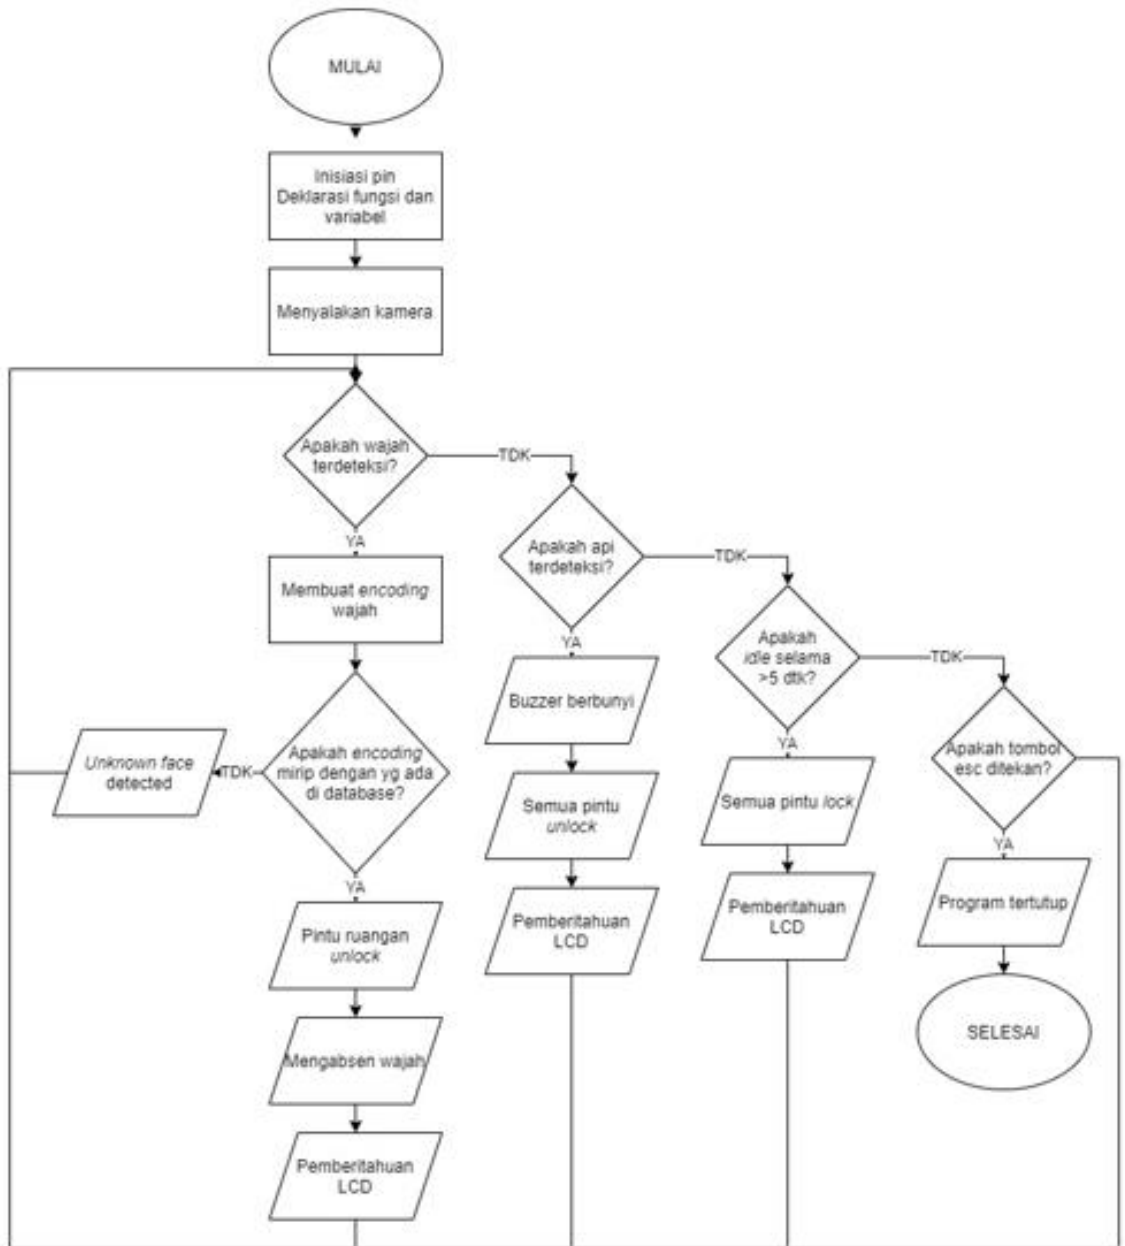 MULAI
Inisiasi pin
Deklarasi fungsi dan
variabel
Menyalakan kamera
Apakah wajah
terdeteksi?
TDK
YA
Apakah api
terdeteksi?
TDK
YA
Membuat encoding
wajah
Apakah
idle selama
>5 dtk?
TDK
YA
Buzzer berbunyi
Apakah tombol
esc ditekan?
YA
Unknown face
detected
TDK
Apakah encoding
mirip dengan yg ada
di database?
YA
Semua pintu
unlock
Semua pintu lock
Program tertutup
Pintu ruangan
unlock
Pemberitahuan
LCD
Pemberitahuan
LCD
SELESAI
Mengabsen wajah
Pemberitahuan
LCD